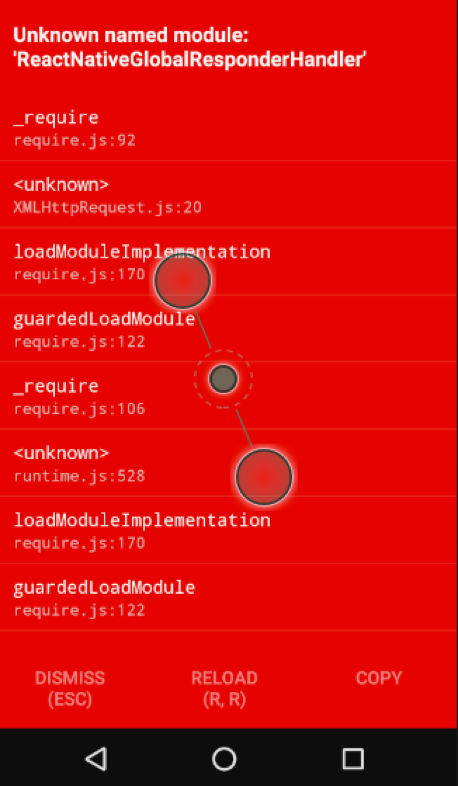 Unknown named module:
'ReactNativeGlobalResponderHandler'
_require
require.js:92
<unknown>
XMLHttpRequest.js:20
loadModuleImplementation
require.js:170
guardedLoadModule
require.js:122
_require
require.js:106
<unknown>
runtime.js:528
loadModuleImplementation
require.js:170
guardedLoadModule
require.js:122
DISMISS
(ESC)
RELOAD
(R, R)
COPY